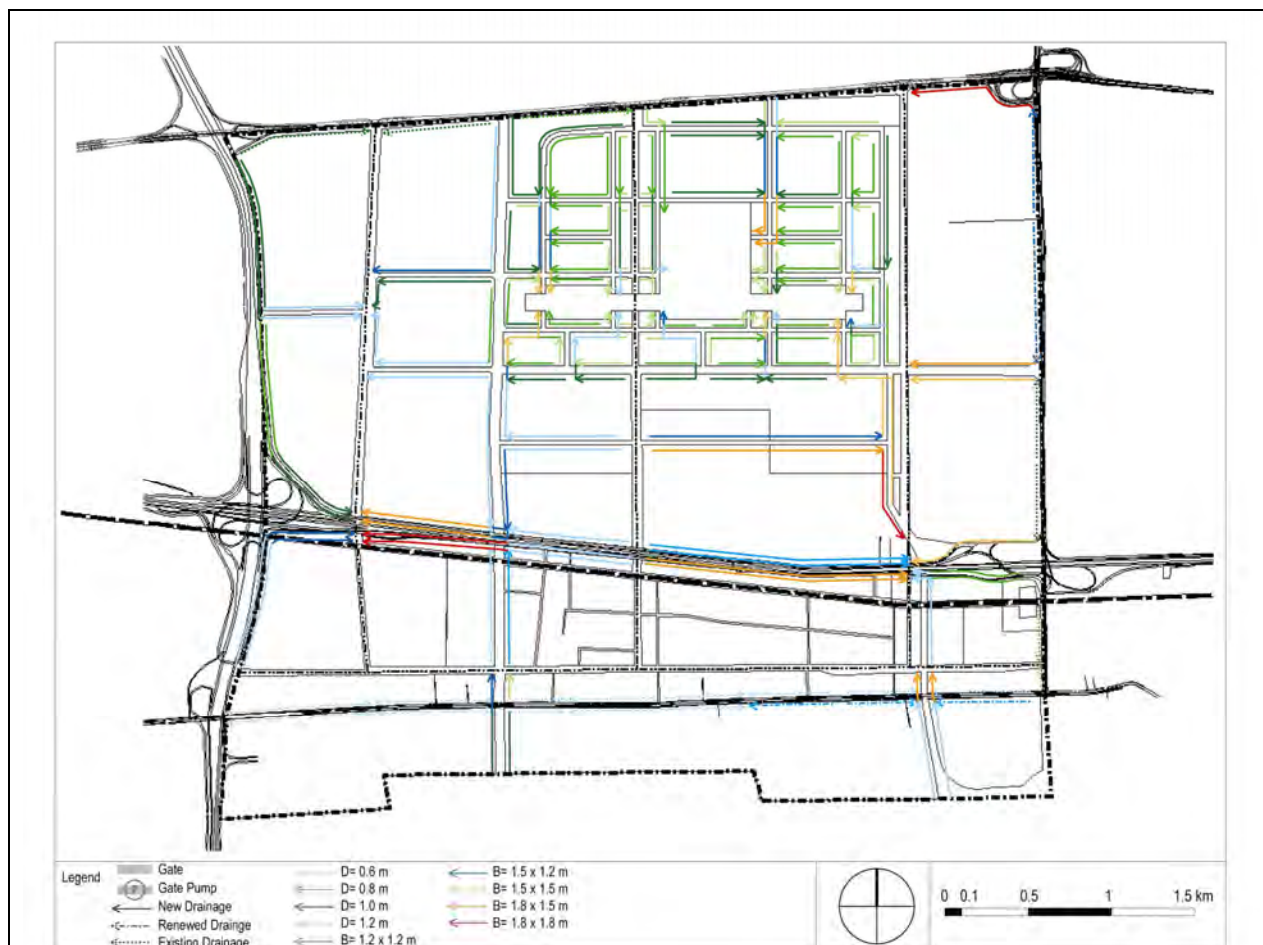 Legend
Gate
P
Gate Pump
New Drainage
Renewed Drainge
Existing Drainage
D= 0.6 m
D= 0.8 m
D= 1.0 m
D= 1.2 m
B= 1.2 x 1.2 m
B= 1.5 x 1.2 m
B= 1.5 x 1.5 m
B= 1.8 x 1.5 m
B= 1.8 x 1.8 m
0 0.1 0.5 1 1.5 km